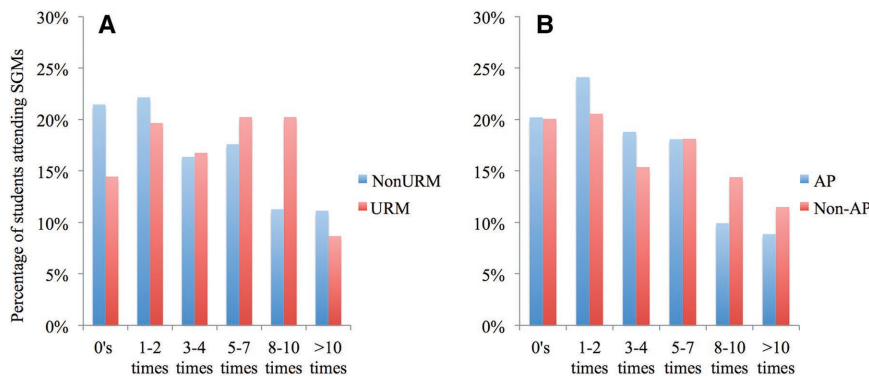 A
B
Percentage of students attending SGMs
30%
25%
20%
15%
10%
5%
0%
0's
1-2 times
3-4 times
5-7 times
8-10 times
>10 times
NonURM
URM
30%
25%
20%
15%
10%
5%
0%
0's
1-2 times
3-4 times
5-7 times
8-10 times
>10 times
AP
Non-AP